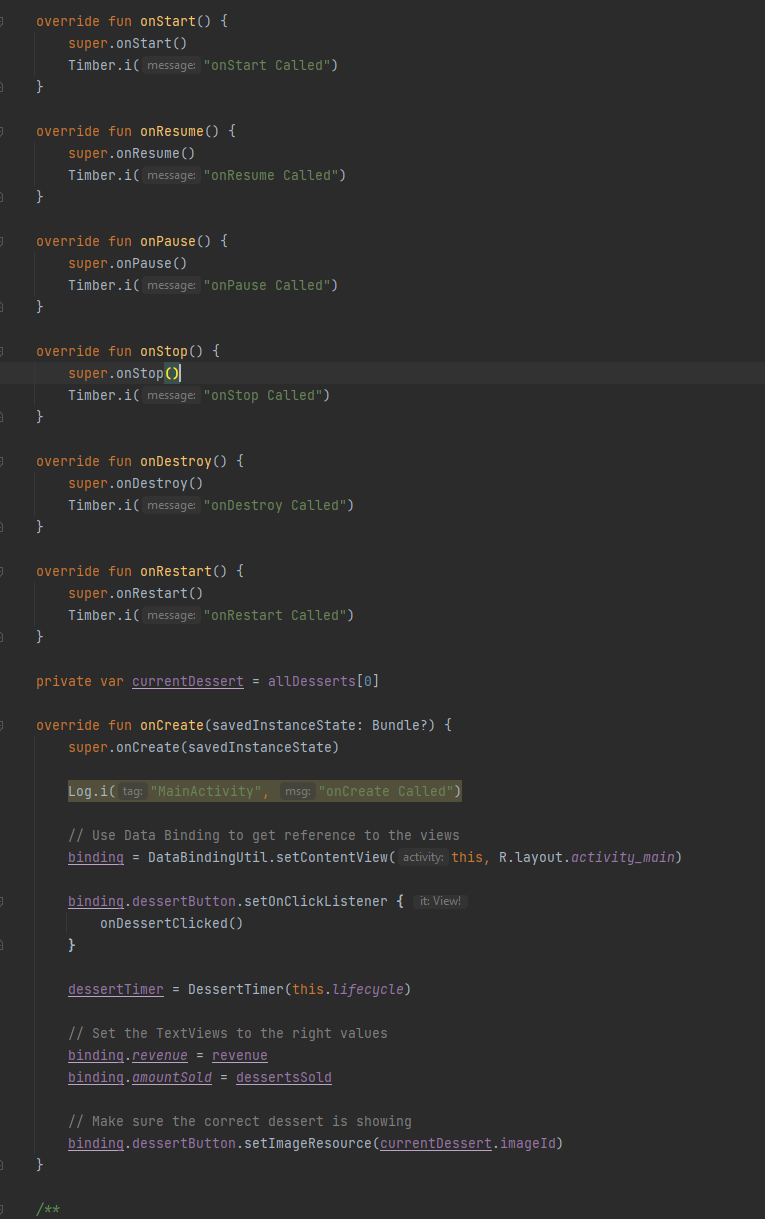 override fun onStart() {
super.onStart()
Timber.i( message: "onStart Called")
}
override fun onResume() {
super.onResume()
Timber.i( message: "onResume Called")
}
override fun onPause() {
super.onPause()
Timber.i( message: "onPause Called")
}
override fun onStop() {
super.onStop()
Timber.i( message: "onStop Called")
}
override fun onDestroy() {
super.onDestroy()
Timber.i( message: "onDestroy Called")
}
override fun onRestart() {
super.onRestart()
Timber.i( message: "onRestart Called")
}
private var currentDessert = allDesserts[0]
override fun onCreate(savedInstanceState: Bundle?) {
super.onCreate(savedInstanceState)
Log.i( tag: "MainActivity", msg: "onCreate Called")
// Use Data Binding to get reference to the views
binding = DataBindingUtil.setContentView( activity: this, R.layout.activity_main)
binding.dessertButton.setOnClickListener { it: View!
onDessertClicked()
}
dessertTimer = DessertTimer(this.lifecycle)
// Set the TextViews to the right values
binding.revenue = revenue
binding.amountSold = dessertsSold
// Make sure the correct dessert is showing
binding.dessertButton.setImageResource(currentDessert.imageId)
}
/**